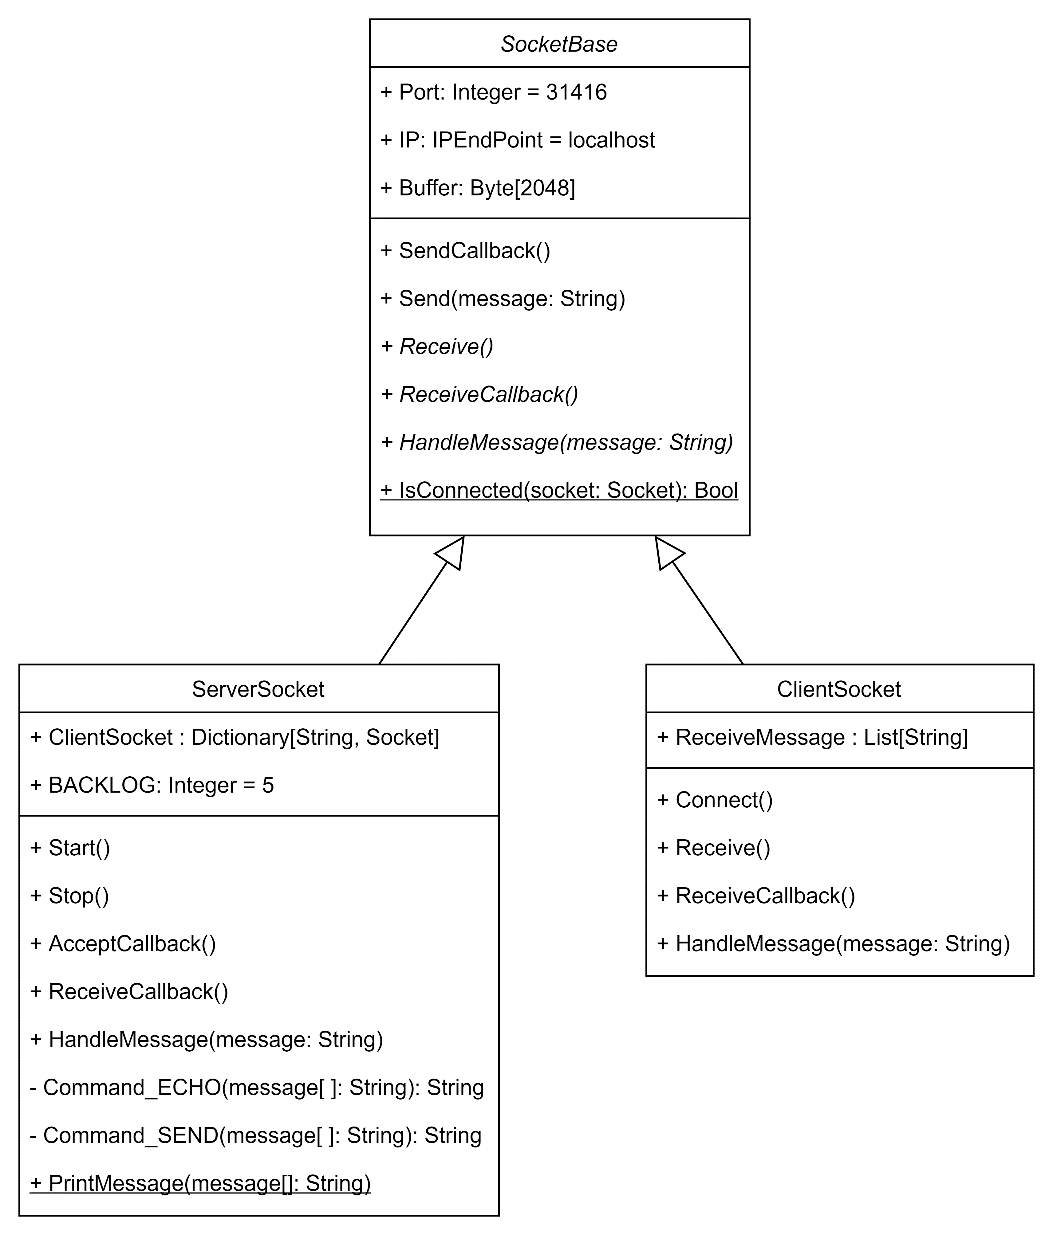 SocketBase
+ Port: Integer = 31416
+ IP: IPEndPoint = localhost
+ Buffer: Byte[2048]
+ SendCallback()
+ Send(message: String)
+ Receive()
+ ReceiveCallback()
+ HandleMessage(message: String)
+ IsConnected(socket: Socket): Bool
ServerSocket
+ ClientSocket : Dictionary[String, Socket]
+ BACKLOG: Integer = 5
+ Start()
+ Stop()
+ AcceptCallback()
+ ReceiveCallback()
+ HandleMessage(message: String)
- Command_ECHO(message[ ]: String): String
- Command_SEND(message[ ]: String): String
+ PrintMessage(message[]: String)
ClientSocket
+ ReceiveMessage : List[String]
+ Connect()
+ Receive()
+ ReceiveCallback()
+ HandleMessage(message: String)